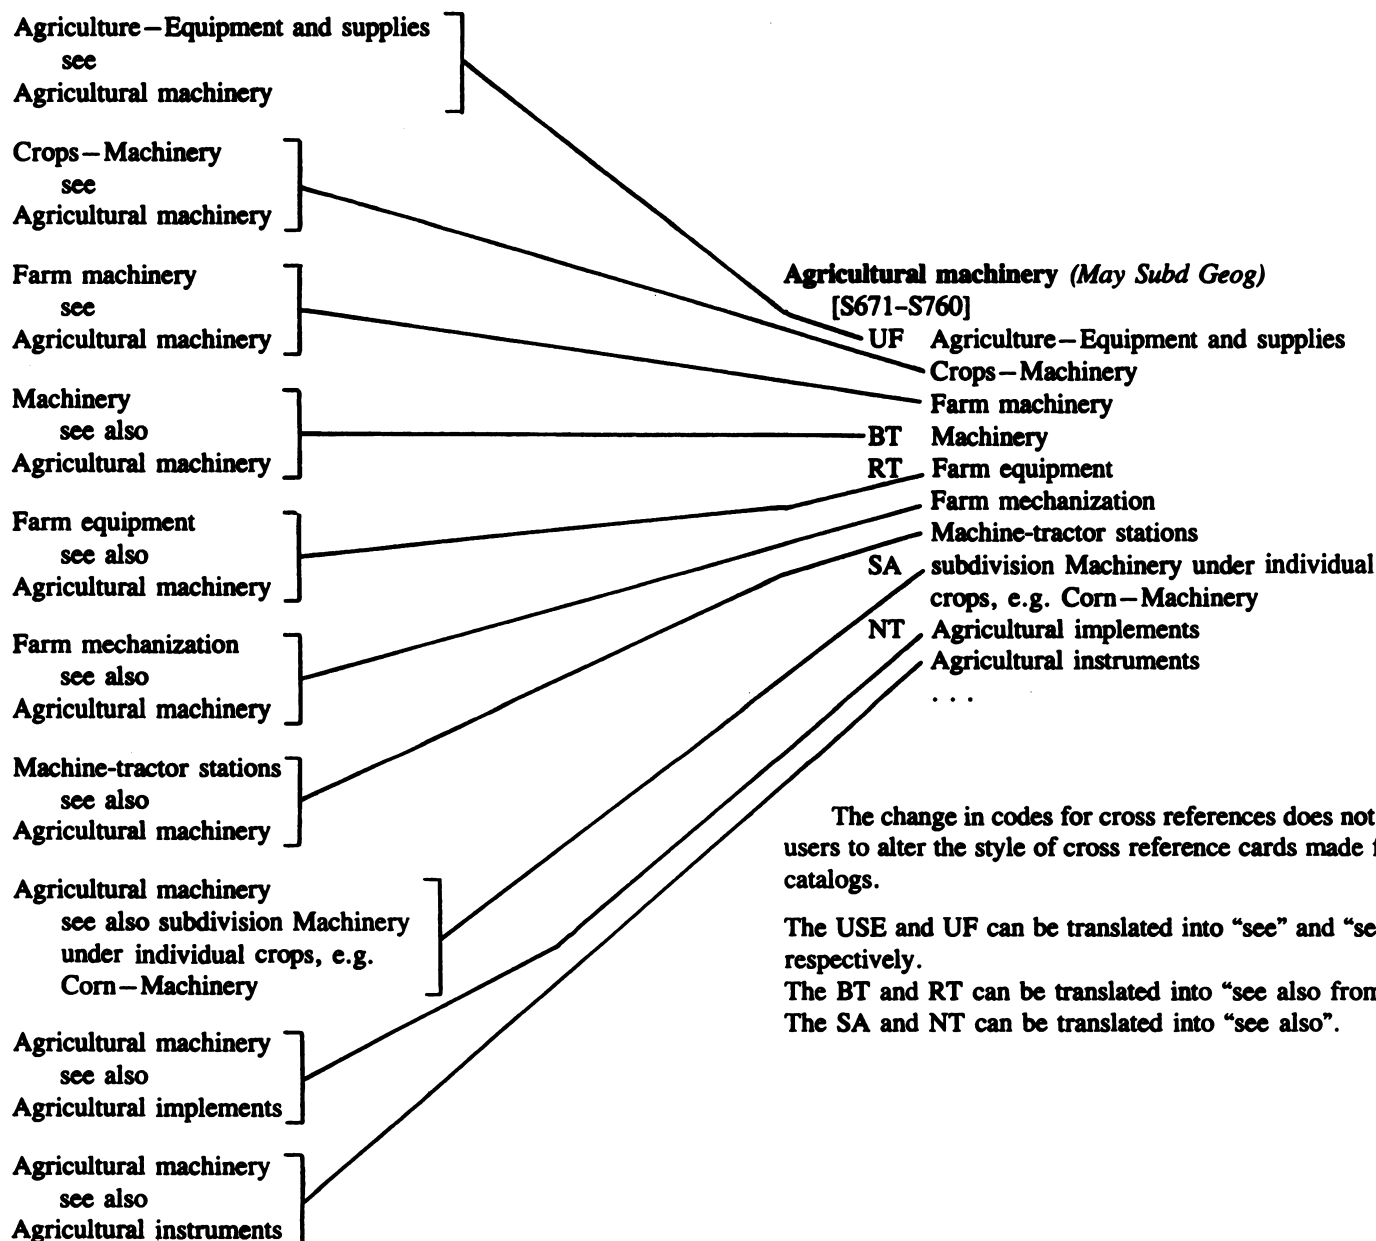 Agriculture—Equipment and supplies
see
Agricultural machinery
Crops—Machinery
see
Agricultural machinery
Farm machinery
see
Agricultural machinery
Machinery
see also
Agricultural machinery
Farm equipment
see also
Agricultural machinery
Farm mechanization
see also
Agricultural machinery
Machine-tractor stations
see also
Agricultural machinery
Agricultural machinery
see also subdivision Machinery
under individual crops, e.g.
Corn—Machinery
Agricultural machinery
see also
Agricultural implements
Agricultural machinery
see also
Agricultural instruments
Agricultural machinery (May Subd Geog)
[S671–S760]
UF Agriculture—Equipment and supplies
Crops—Machinery
Farm machinery
BT Machinery
RT Farm equipment
Farm mechanization
Machine-tractor stations
SA subdivision Machinery under individual
crops, e.g. Corn—Machinery
NT Agricultural implements
Agricultural instruments
. . .
The change in codes for cross references does not
users to alter the style of cross reference cards made
catalogs.
The USE and UF can be translated into “see” and “se
respectively.
The BT and RT can be translated into “see also from
The SA and NT can be translated into “see also”.